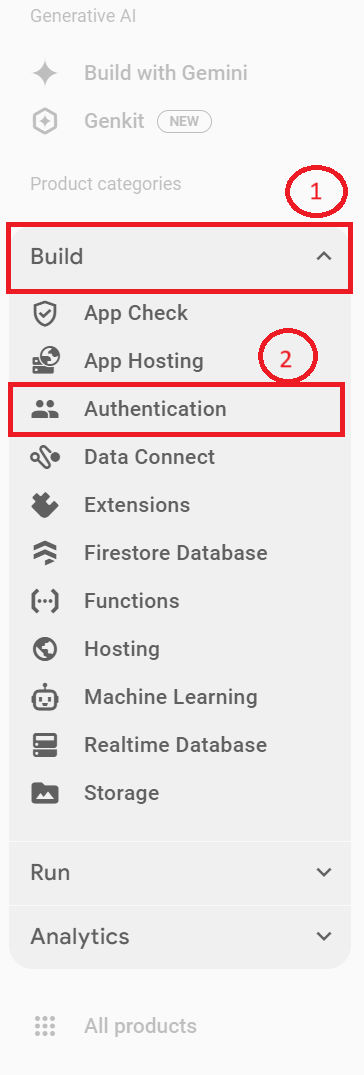 Generative AI
Build with Gemini
Genkit NEW
Product categories
1
Build
App Check
App Hosting
2
Authentication
Data Connect
Extensions
Firestore Database
Functions
Hosting
Machine Learning
Realtime Database
Storage
Run
Analytics
All products